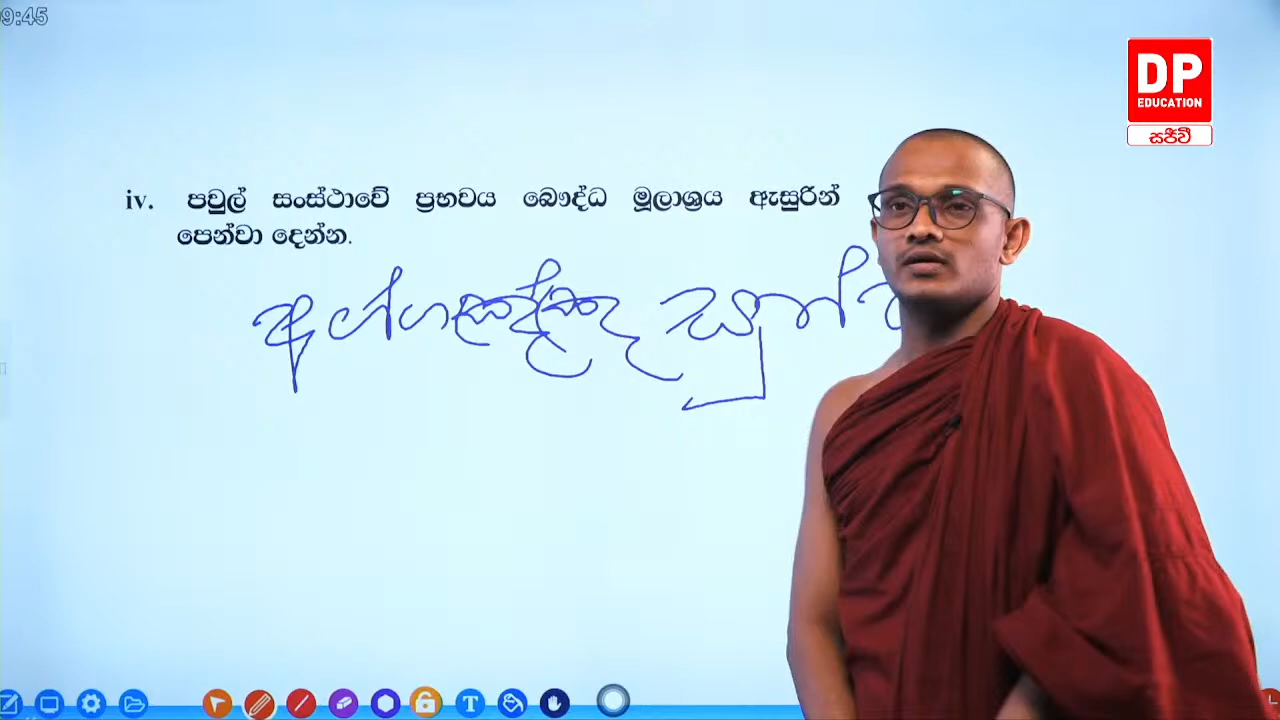 9:45
DP
EDUCATION
සජීවී
iv. පවුල් සංස්ථාවේ ප්‍රභවය බෞද්ධ මූලාශ්‍රය ඇසුරින්
පෙන්වා දෙන්න.
අග්ගඤ්ඤ සුත්